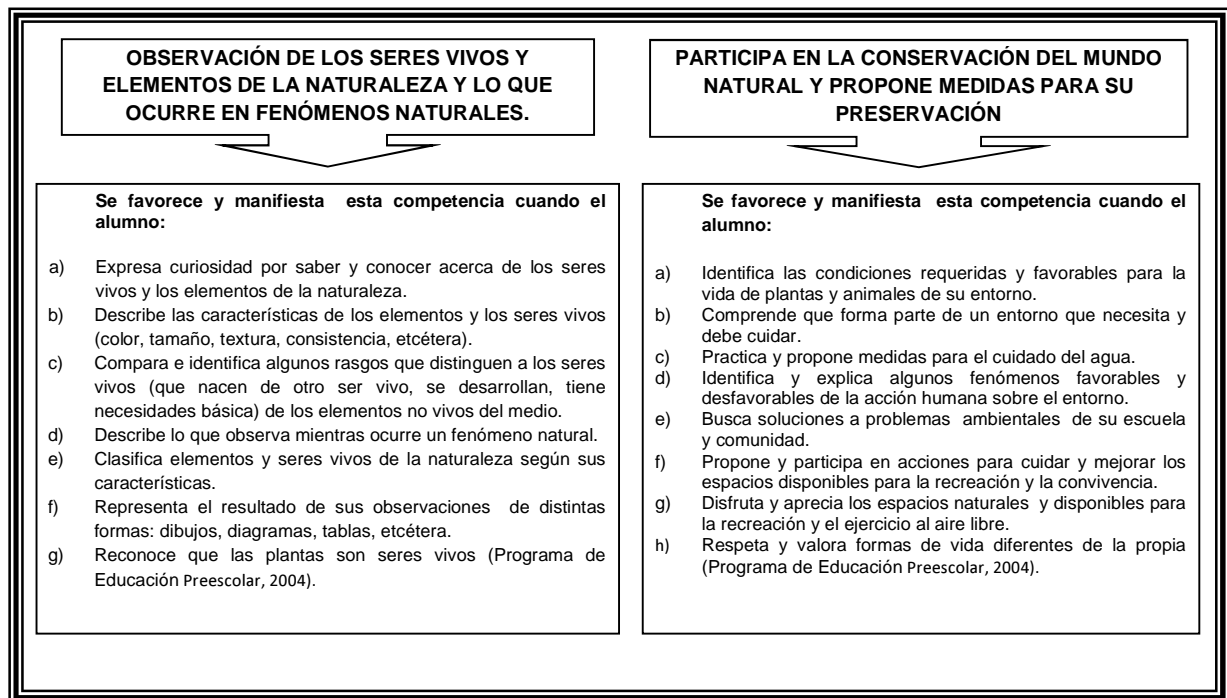 OBSERVACIÓN DE LOS SERES VIVOS Y
ELEMENTOS DE LA NATURALEZA Y LO QUE
OCURRE EN FENÓMENOS NATURALES.
Se favorece y manifiesta esta competencia cuando el
alumno:
a) Expresa curiosidad por saber y conocer acerca de los seres
vivos y los elementos de la naturaleza.
b) Describe las características de los elementos y los seres vivos
(color, tamaño, textura, consistencia, etcétera).
c) Compara e identifica algunos rasgos que distinguen a los seres
vivos (que nacen de otro ser vivo, se desarrollan, tiene
necesidades básica) de los elementos no vivos del medio.
d) Describe lo que observa mientras ocurre un fenómeno natural.
e) Clasifica elementos y seres vivos de la naturaleza según sus
características.
f) Representa el resultado de sus observaciones de distintas
formas: dibujos, diagramas, tablas, etcétera.
g) Reconoce que las plantas son seres vivos (Programa de
Educación Preescolar, 2004).
PARTICIPA EN LA CONSERVACIÓN DEL MUNDO
NATURAL Y PROPONE MEDIDAS PARA SU
PRESERVACIÓN
Se favorece y manifiesta esta competencia cuando el
alumno:
a) Identifica las condiciones requeridas y favorables para la
vida de plantas y animales de su entorno.
b) Comprende que forma parte de un entorno que necesita y
debe cuidar.
c) Practica y propone medidas para el cuidado del agua.
d) Identifica y explica algunos fenómenos favorables y
desfavorables de la acción humana sobre el entorno.
e) Busca soluciones a problemas ambientales de su escuela
y comunidad.
f) Propone y participa en acciones para cuidar y mejorar los
espacios disponibles para la recreación y la convivencia.
g) Disfruta y aprecia los espacios naturales y disponibles para
la recreación y el ejercicio al aire libre.
h) Respeta y valora formas de vida diferentes de la propia
(Programa de Educación Preescolar, 2004).